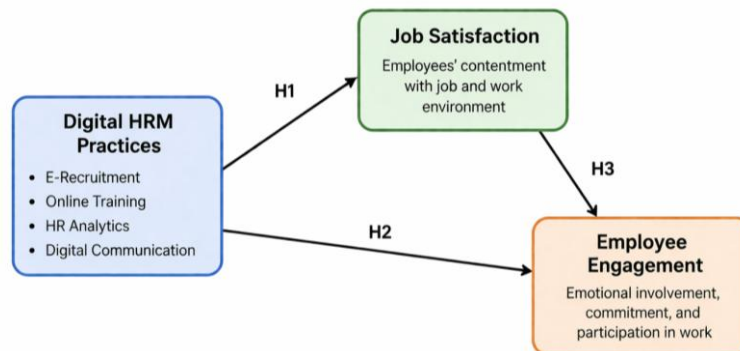 Digital HRM
Practices
• E-Recruitment
• Online Training
• HR Analytics
• Digital Communication
H1
Job Satisfaction
Employees’ contentment
with job and work
environment
H2
H3
Employee
Engagement
Emotional involvement,
commitment, and
participation in work